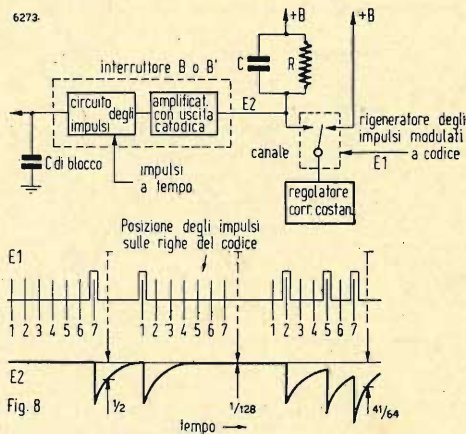 6273.
+B
+B
interruttore B o B'
C
R
circuito degli impulsi
amplificat. con uscita catodica
E2
canale
rigeneratore degli impulsi modulati a codice
E1
C di blocco
impulsi a tempo
regolatore corr. costan.
Posizione degli impulsi sulle righe del codice
E1
1 2 3 4 5 6 7
1 2 3 4 5 6 7
1 2 3 4 5 6 7
E2
1/2
1/128
41/64
Fig. 8
tempo →